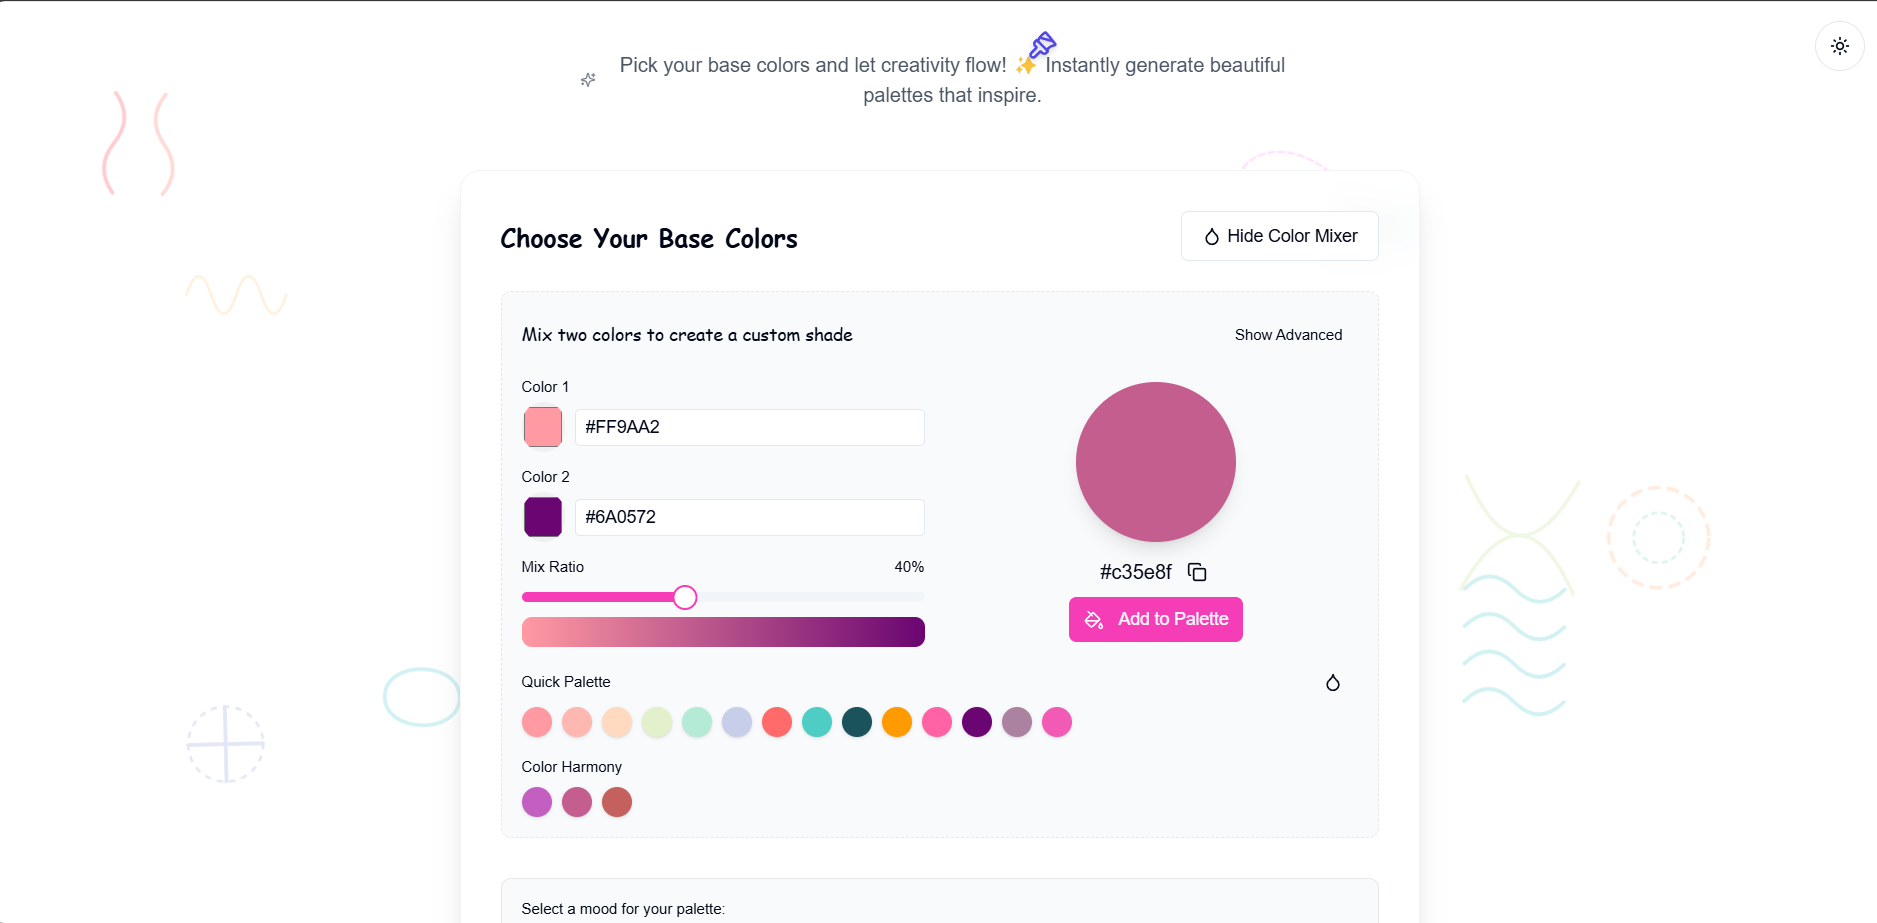 Pick your base colors and let creativity flow! ✨ Instantly generate beautiful
palettes that inspire.
Choose Your Base Colors
Hide Color Mixer
Mix two colors to create a custom shade
Show Advanced
Color 1
#FF9AA2
Color 2
#6A0572
Mix Ratio
40%
#c35e8f
Add to Palette
Quick Palette
Color Harmony
Select a mood for your palette: